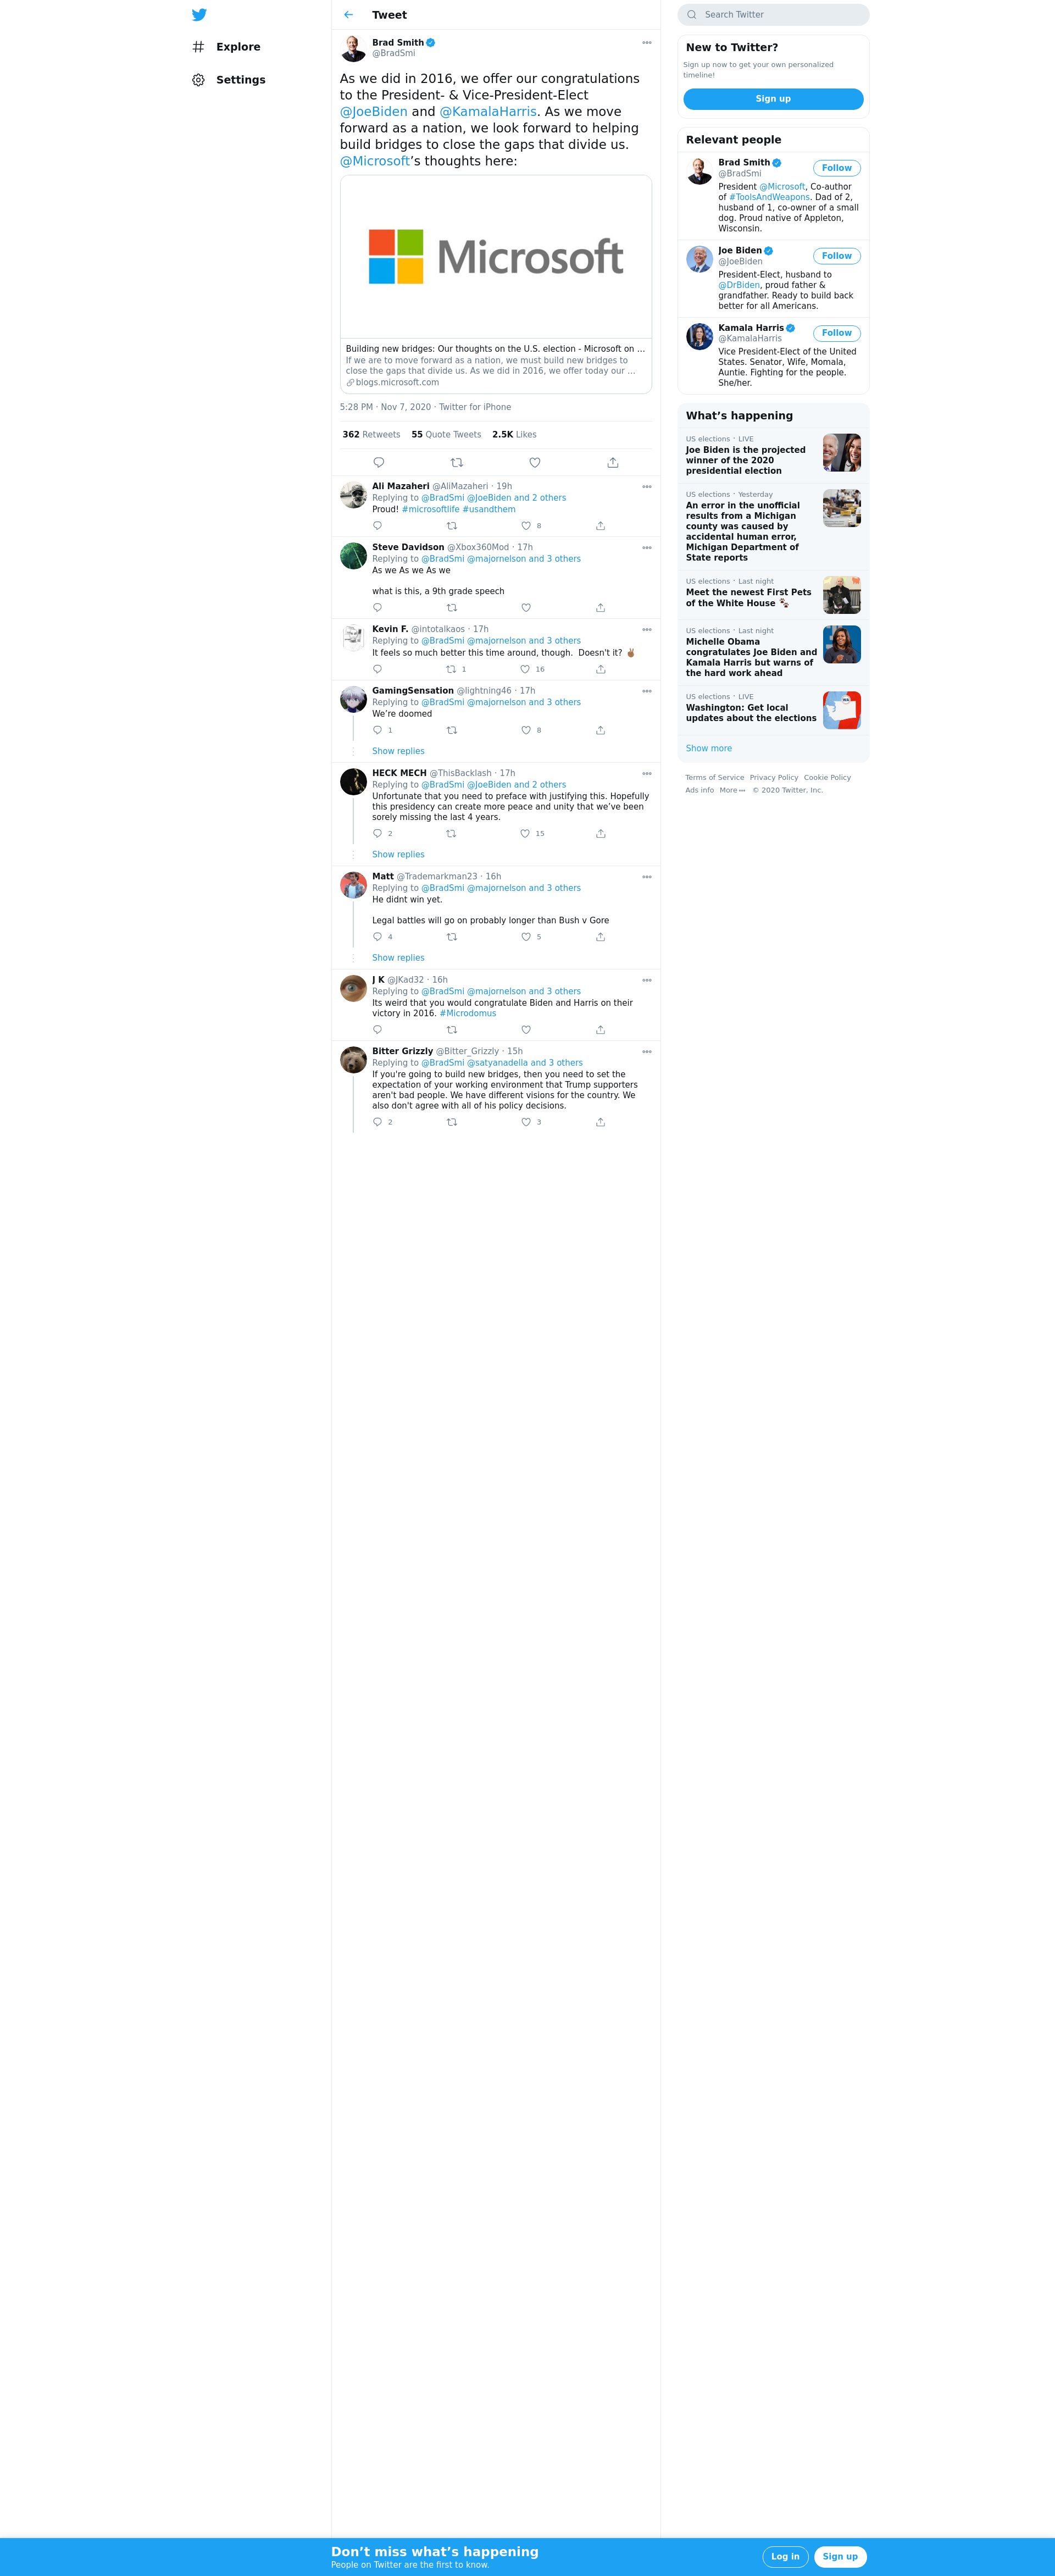 Explore
Settings
Tweet
Brad Smith
@BradSmi
As we did in 2016, we offer our congratulations
to the President- & Vice-President-Elect
@JoeBiden and @KamalaHarris. As we move
forward as a nation, we look forward to helping
build bridges to close the gaps that divide us.
@Microsoft’s thoughts here:
Microsoft
Building new bridges: Our thoughts on the U.S. election - Microsoft on ...
If we are to move forward as a nation, we must build new bridges to
close the gaps that divide us. As we did in 2016, we offer today our ...
blogs.microsoft.com
5:28 PM · Nov 7, 2020 · Twitter for iPhone
362 Retweets 55 Quote Tweets 2.5K Likes
Ali Mazaheri @AliMazaheri · 19h
Replying to @BradSmi @JoeBiden and 2 others
Proud! #microsoftlife #usandthem
8
Steve Davidson @Xbox360Mod · 17h
Replying to @BradSmi @majornelson and 3 others
As we As we As we
what is this, a 9th grade speech
Kevin F. @intotalkaos · 17h
Replying to @BradSmi @majornelson and 3 others
It feels so much better this time around, though. Doesn't it? ✌🏽
1 16
GamingSensation @lightning46 · 17h
Replying to @BradSmi @majornelson and 3 others
We’re doomed
1 8
Show replies
HECK MECH @ThisBacklash · 17h
Replying to @BradSmi @JoeBiden and 2 others
Unfortunate that you need to preface with justifying this. Hopefully
this presidency can create more peace and unity that we’ve been
sorely missing the last 4 years.
2 15
Show replies
Matt @Trademarkman23 · 16h
Replying to @BradSmi @majornelson and 3 others
He didnt win yet.
Legal battles will go on probably longer than Bush v Gore
4 5
Show replies
J K @JKad32 · 16h
Replying to @BradSmi @majornelson and 3 others
Its weird that you would congratulate Biden and Harris on their
victory in 2016. #Microdomus
Bitter Grizzly @Bitter_Grizzly · 15h
Replying to @BradSmi @satyanadella and 3 others
If you're going to build new bridges, then you need to set the
expectation of your working environment that Trump supporters
aren't bad people. We have different visions for the country. We
also don't agree with all of his policy decisions.
2 3
Search Twitter
New to Twitter?
Sign up now to get your own personalized
timeline!
Sign up
Relevant people
Brad Smith
@BradSmi
Follow
President @Microsoft, Co-author
of #ToolsAndWeapons. Dad of 2,
husband of 1, co-owner of a small
dog. Proud native of Appleton,
Wisconsin.
Joe Biden
@JoeBiden
Follow
President-Elect, husband to
@DrBiden, proud father &
grandfather. Ready to build back
better for all Americans.
Kamala Harris
@KamalaHarris
Follow
Vice President-Elect of the United
States. Senator, Wife, Momala,
Auntie. Fighting for the people.
She/her.
What’s happening
US elections · LIVE
Joe Biden is the projected
winner of the 2020
presidential election
US elections · Yesterday
An error in the unofficial
results from a Michigan
county was caused by
accidental human error,
Michigan Department of
State reports
US elections · Last night
Meet the newest First Pets
of the White House 🐾
US elections · Last night
Michelle Obama
congratulates Joe Biden and
Kamala Harris but warns of
the hard work ahead
US elections · LIVE
Washington: Get local
updates about the elections
Show more
Terms of Service Privacy Policy Cookie Policy
Ads info More ··· © 2020 Twitter, Inc.
Don’t miss what’s happening
People on Twitter are the first to know.
Log in
Sign up